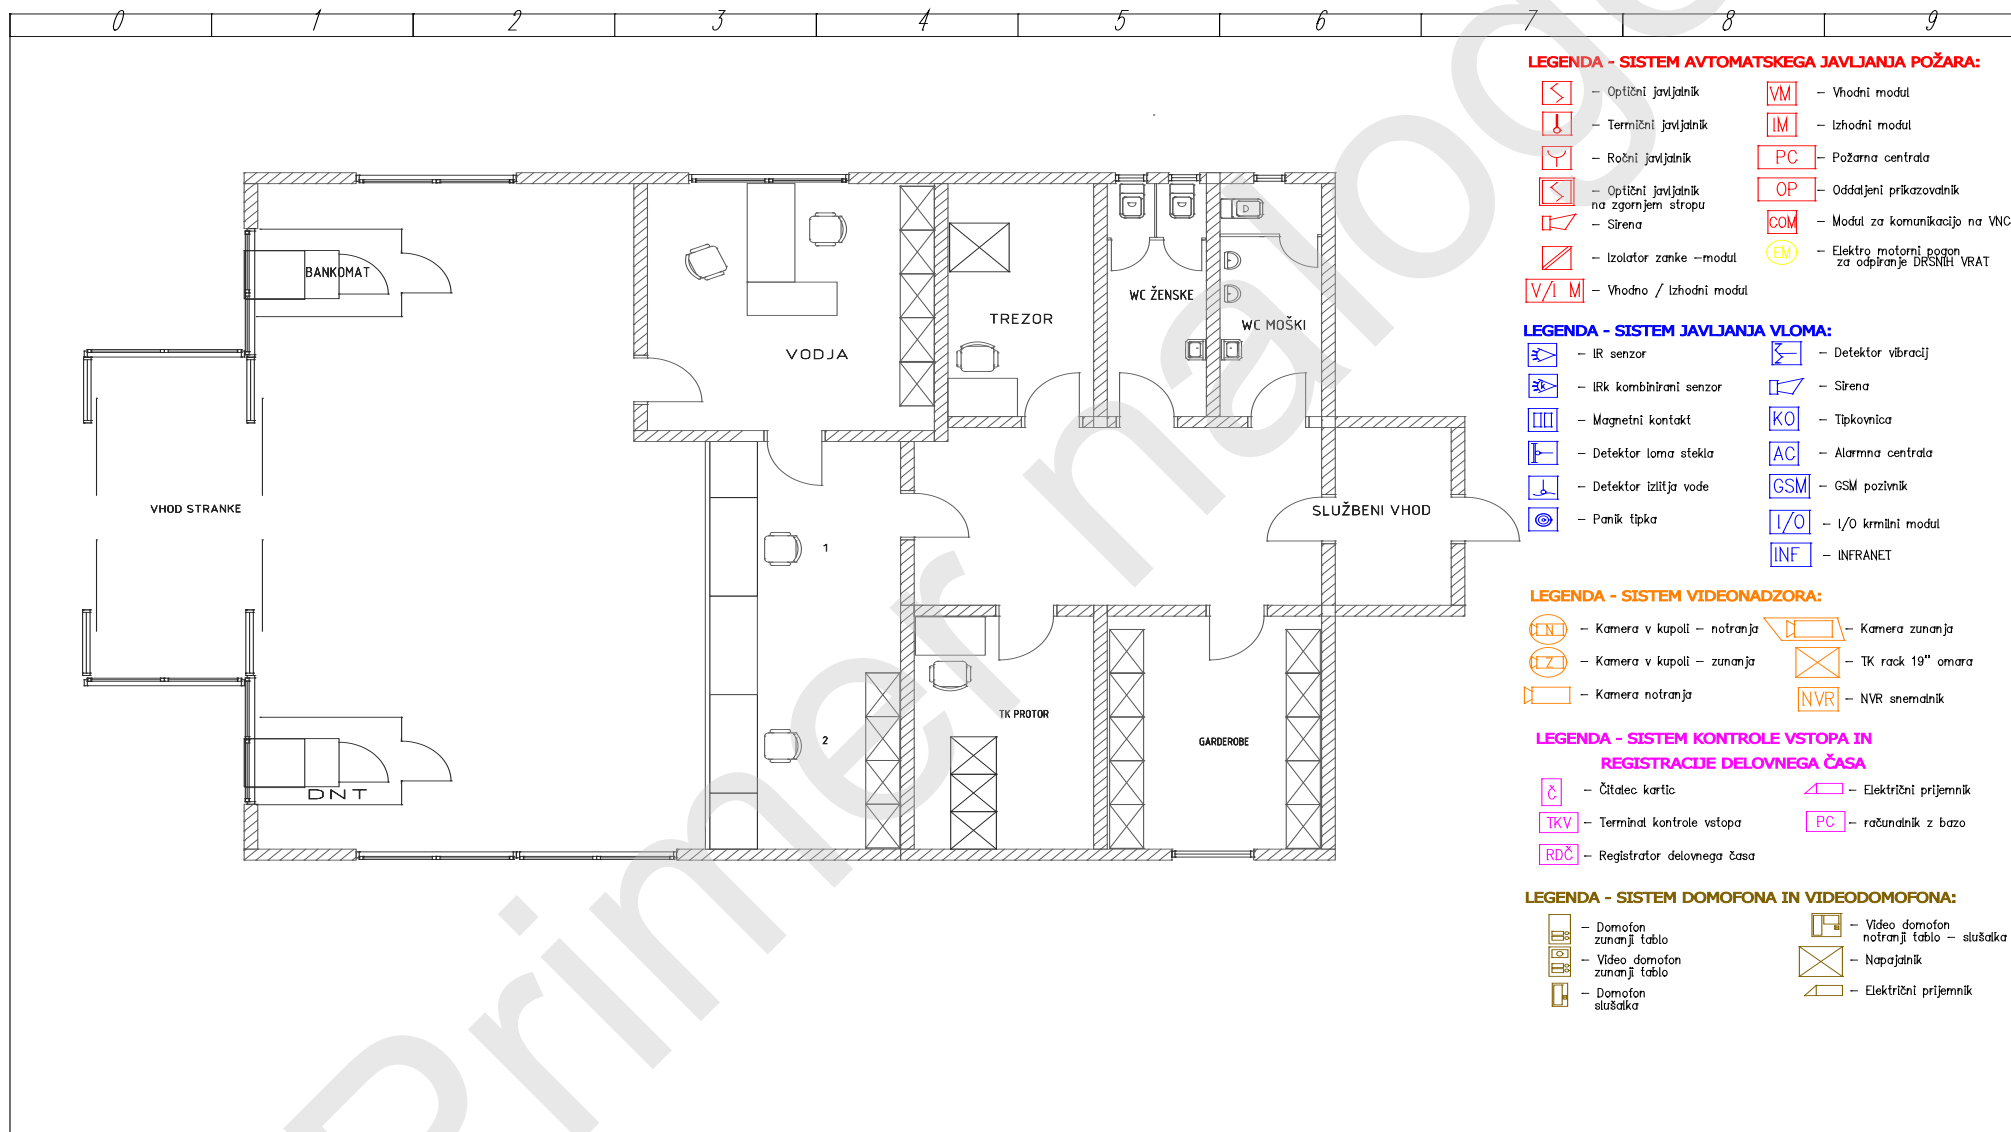 0 1 2 3 4 5 6 7 8 9
LEGENDA - SISTEM AVTOMATSKEGA JAVLJANJA POŽARA:
– Optični javljalnik
VM – Vhodni modul
– Termični javljalnik
IM – Izhodni modul
– Ročni javljalnik
PC – Požarna centrala
– Optični javljalnik
na zgornjem stropu
OP – Oddaljeni prikazovalnik
– Sirena
COM – Modul za komunikacijo na VNC
– Izolator zanke –modul
EM – Elektro motorni pogon
za odpiranje DRSNIH VRAT
V/I M – Vhodno / Izhodni modul
LEGENDA - SISTEM JAVLJANJA VLOMA:
– IR senzor
– Detektor vibracij
k – IRk kombinirani senzor
– Sirena
– Magnetni kontakt
KO – Tipkovnica
– Detektor loma stekla
AC – Alarmna centrala
– Detektor izlitja vode
GSM – GSM pozivnik
– Panik tipka
I/O – I/O krmilni modul
INF – INFRANET
LEGENDA - SISTEM VIDEONADZORA:
N – Kamera v kupoli – notranja
– Kamera zunanja
Z – Kamera v kupoli – zunanja
– TK rack 19" omara
– Kamera notranja
NVR – NVR snemalnik
LEGENDA - SISTEM KONTROLE VSTOPA IN
REGISTRACIJE DELOVNEGA ČASA
Č – Čitalec kartic
– Električni prijemnik
TKV – Terminal kontrole vstopa
PC – računalnik z bazo
RDČ – Registrator delovnega časa
LEGENDA - SISTEM DOMOFONA IN VIDEODOMOFONA:
– Domofon
zunanji tablo
– Video domofon
notranji tablo – slušalka
– Video domofon
zunanji tablo
– Napajalnik
– Domofon
slušalka
– Električni prijemnik
BANKOMAT
VODJA
TREZOR
WC ŽENSKE
WC MOŠKI
VHOD STRANKE
SLUŽBENI VHOD
1
2
TK PROTOR
GARDEROBE
DNT
Primer naloge